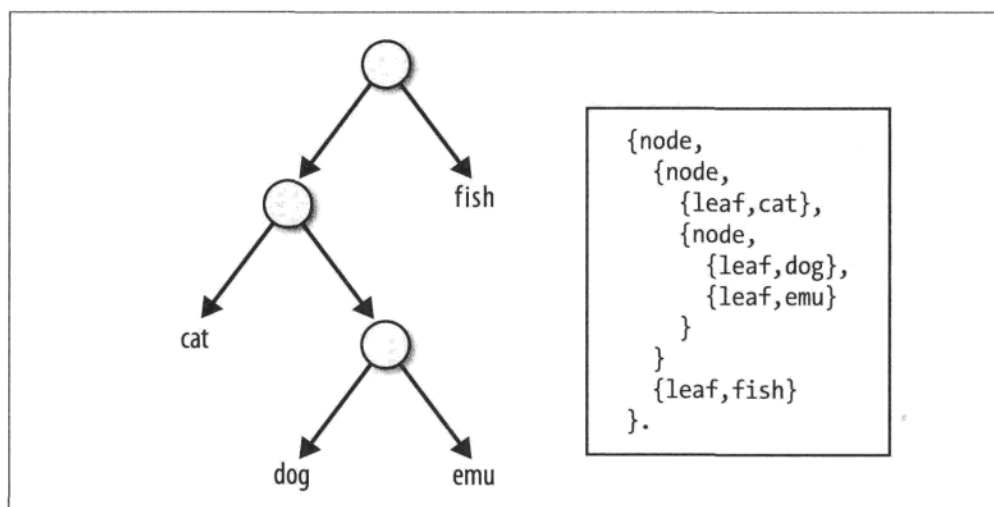 fish
cat
dog
emu
{node,
{node,
{leaf,cat},
{node,
{leaf,dog},
{leaf,emu}
}
}
{leaf,fish}
}.